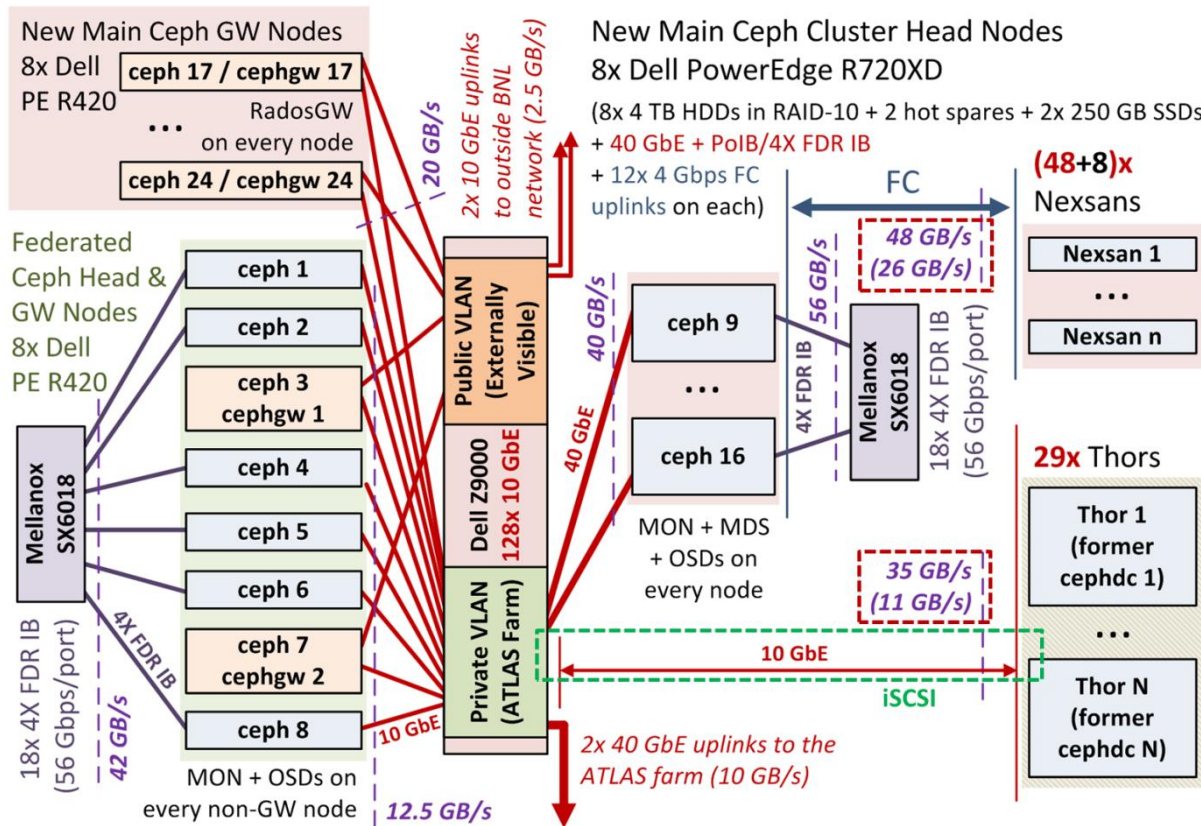 New Main Ceph GW Nodes
8x Dell
PE R420
ceph 17 / cephgw 17
...
RadosGW
on every node
ceph 24 / cephgw 24
20 GB/s
2x 10 GbE uplinks
to outside BNL
network (2.5 GB/s)
New Main Ceph Cluster Head Nodes
8x Dell PowerEdge R720XD
(8x 4 TB HDDs in RAID-10 + 2 hot spares + 2x 250 GB SSDs
+ 40 GbE + PoIB/4X FDR IB
+ 12x 4 Gbps FC
uplinks on each)
FC
(48+8)x
Nexsans
48 GB/s
(26 GB/s)
Nexsan 1
...
Nexsan n
Federated
Ceph Head &
GW Nodes
8x Dell
PE R420
ceph 1
ceph 2
ceph 3
cephgw 1
ceph 4
ceph 5
ceph 6
ceph 7
cephgw 2
ceph 8
MON + OSDs on
every non-GW node
Mellanox
SX6018
18x 4X FDR IB
(56 Gbps/port)
42 GB/s
4X FDR IB
10 GbE
12.5 GB/s
Public VLAN
(Externally
Visible)
Dell Z9000
128x 10 GbE
Private VLAN
(ATLAS Farm)
40 GbE
40 GB/s
ceph 9
...
ceph 16
MON + MDS
+ OSDs on
every node
4X FDR IB
56 GB/s
Mellanox
SX6018
18x 4X FDR IB
(56 Gbps/port)
29x Thors
Thor 1
(former
cephdc 1)
...
Thor N
(former
cephdc N)
35 GB/s
(11 GB/s)
10 GbE
iSCSI
2x 40 GbE uplinks to the
ATLAS farm (10 GB/s)